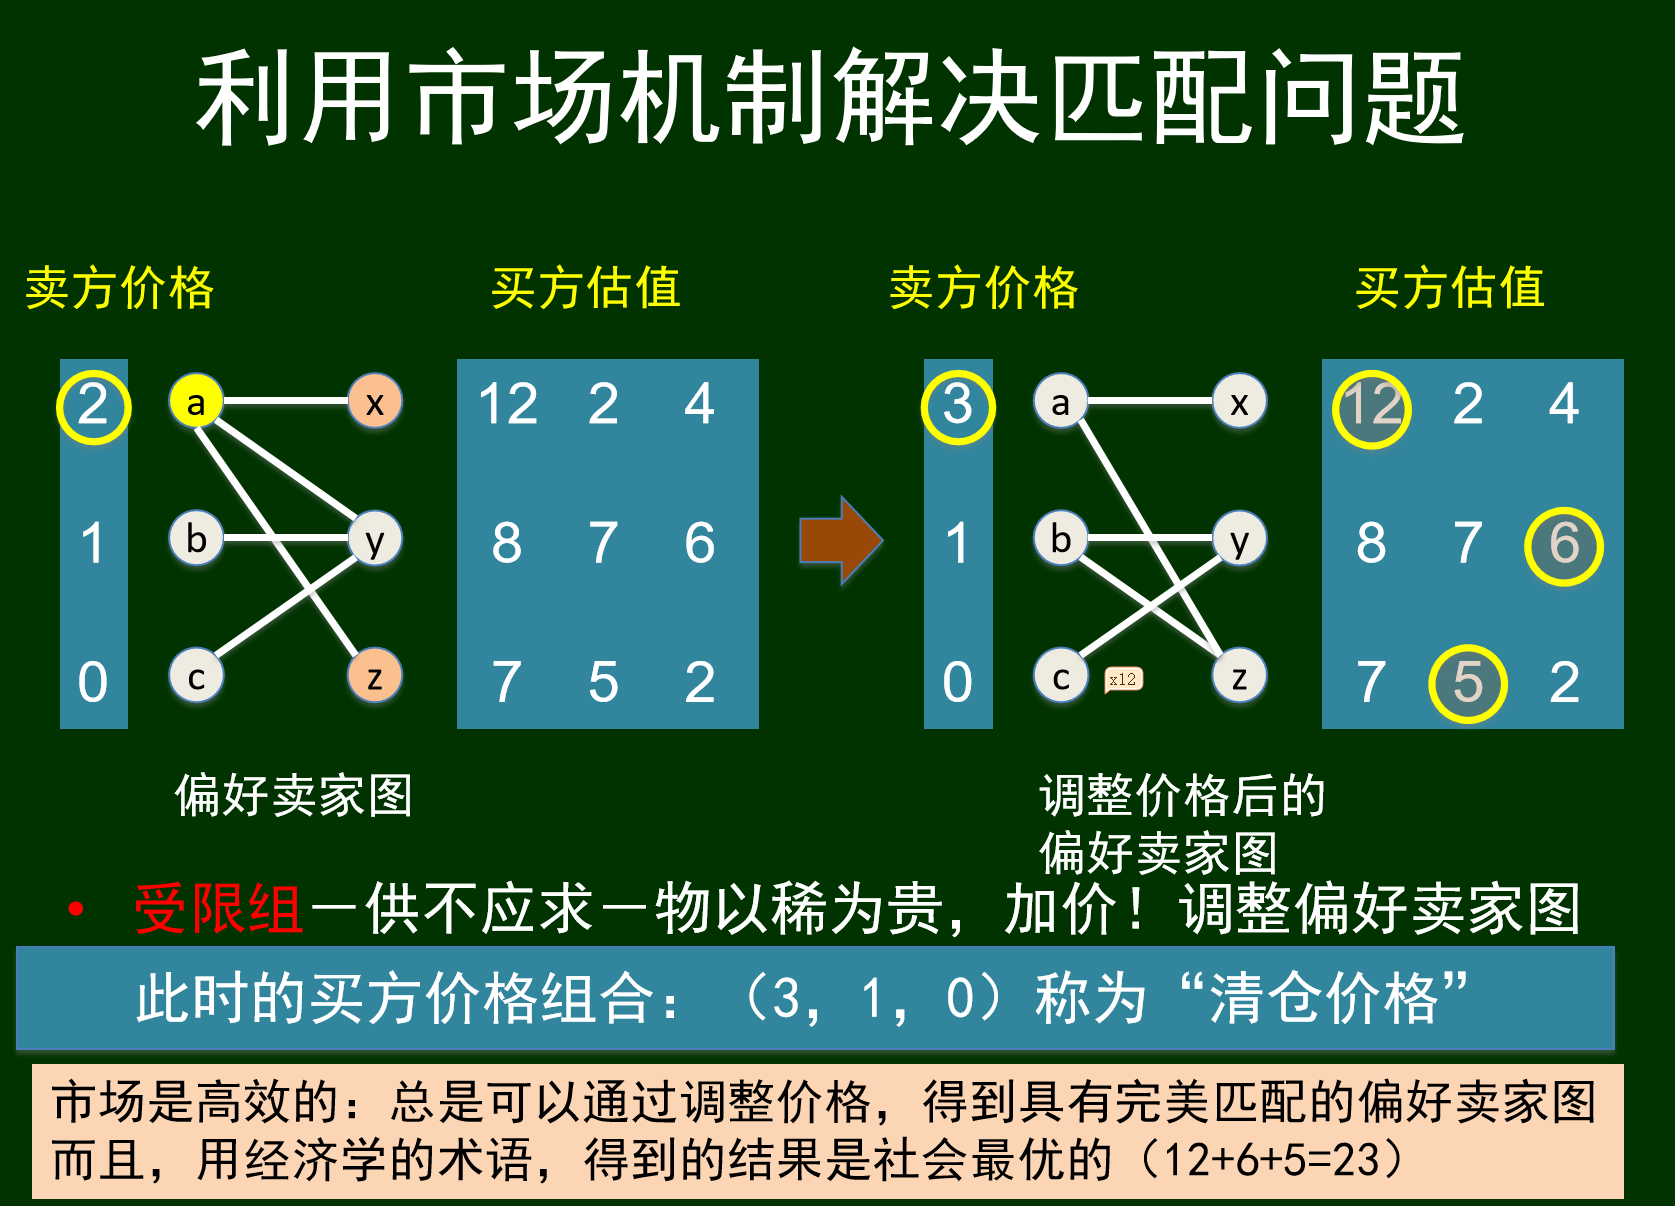 利用市场机制解决匹配问题
卖方价格 买方估值 卖方价格 买方估值
2 a x 12 2 4 3 a x 12 2 4
1 b y 8 7 6 1 b y 8 7 6
0 c z 7 5 2 0 c x12 z 7 5 2
偏好卖家图
调整价格后的
偏好卖家图
• 受限组－供不应求－物以稀为贵，加价！调整偏好卖家图
此时的买方价格组合：（3，1，0）称为“清仓价格”
市场是高效的：总是可以通过调整价格，得到具有完美匹配的偏好卖家图
而且，用经济学的术语，得到的结果是社会最优的（12+6+5=23）